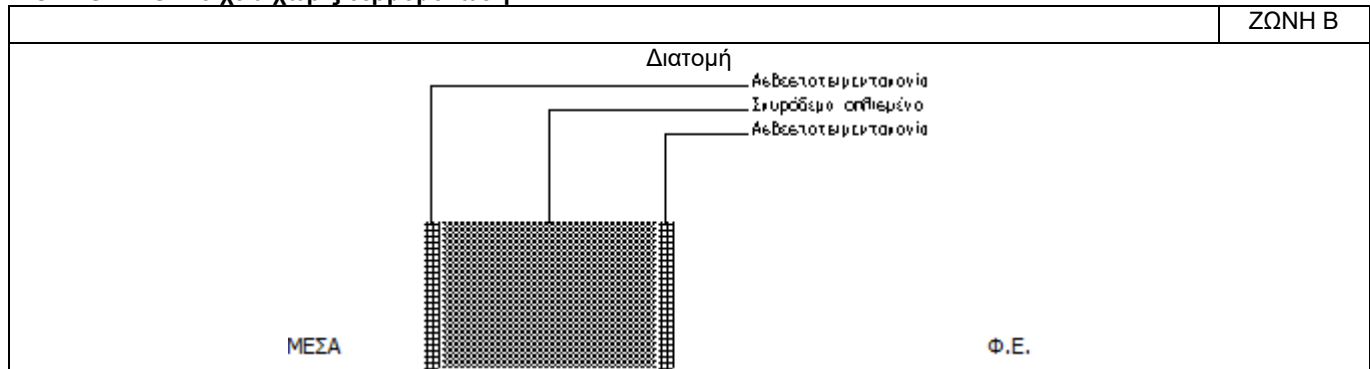 ΖΩΝΗ Β
Διατομή
Ασβεστοτσιμεντοκονία
Σκυρόδεμα οπλισμένο
Ασβεστοτσιμεντοκονία
ΜΕΣΑ
Φ.Ε.